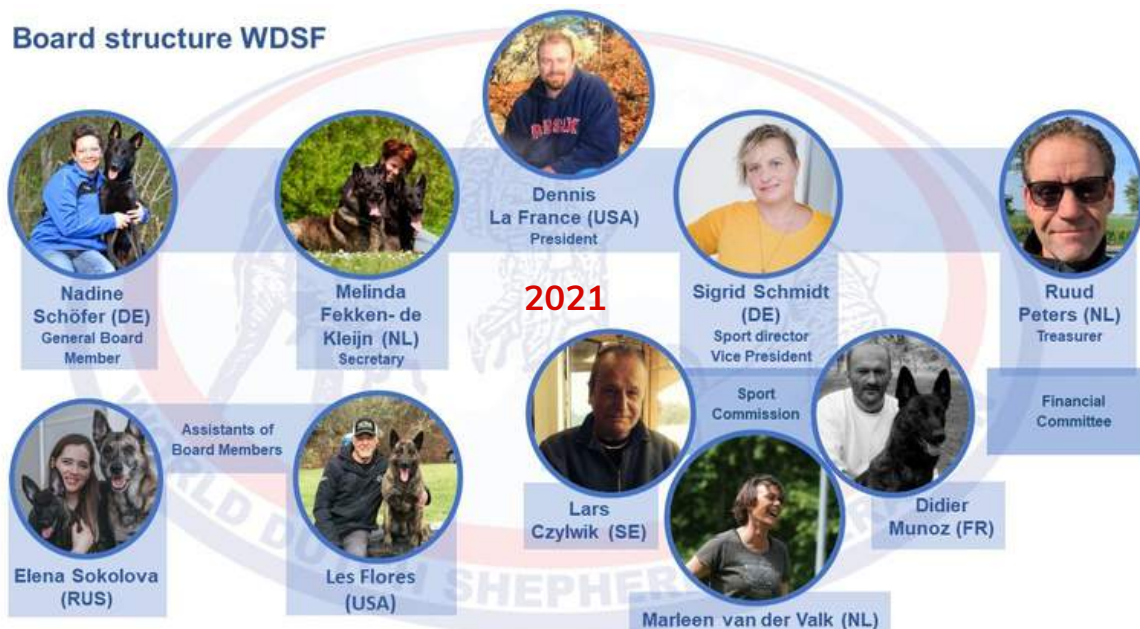 Board structure WDSF
Dennis
La France (USA)
President
Nadine
Schöfer (DE)
General Board
Member
Melinda
Fekken- de
Kleijn (NL)
Secretary
2021
Sigrid Schmidt
(DE)
Sport director
Vice President
Ruud
Peters (NL)
Treasurer
Assistants of
Board Members
Sport
Commission
Financial
Committee
Elena Sokolova
(RUS)
Les Flores
(USA)
Lars
Czylwik (SE)
Didier
Munoz (FR)
Marleen van der Valk (NL)
WORLD DUTCH SHEPHERD